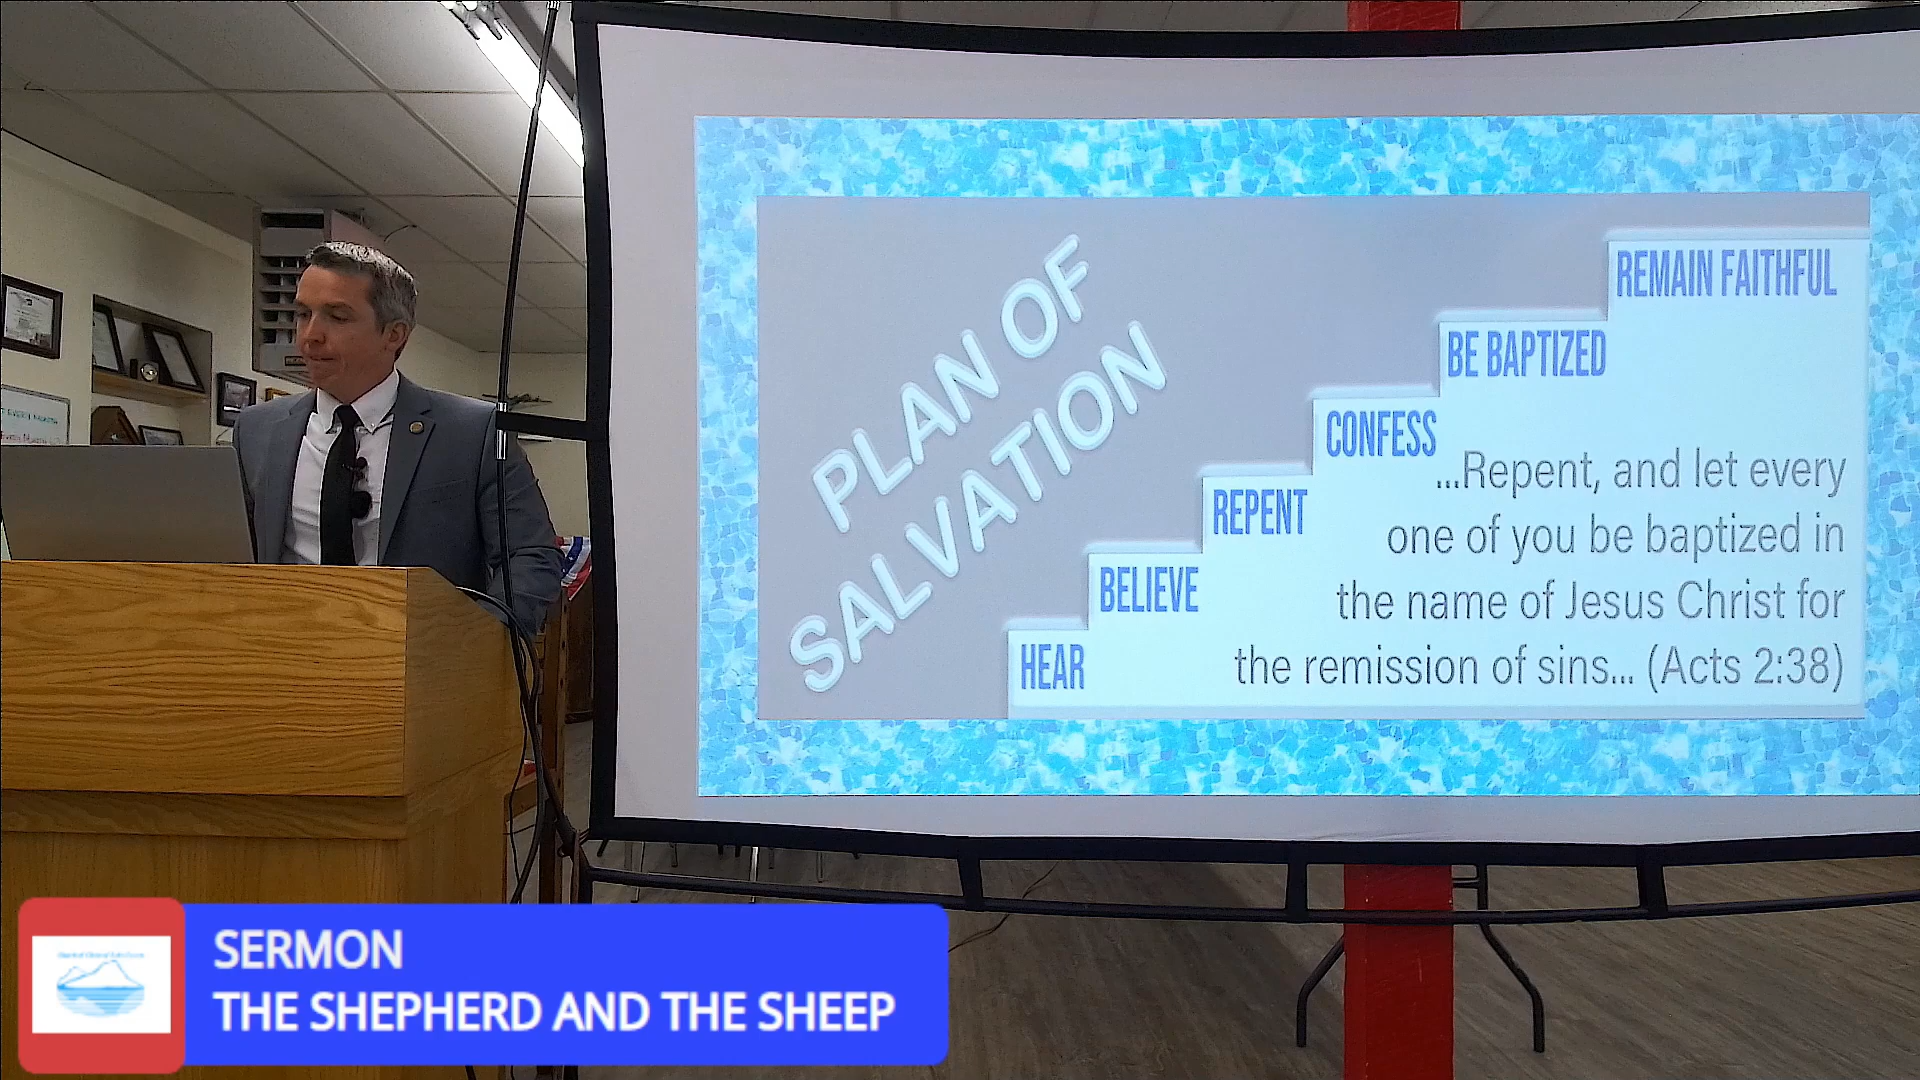 PLAN OF
SALVATION
REMAIN FAITHFUL
BE BAPTIZED
CONFESS
REPENT
BELIEVE
HEAR
...Repent, and let every
one of you be baptized in
the name of Jesus Christ for
the remission of sins... (Acts 2:38)
SERMON
THE SHEPHERD AND THE SHEEP